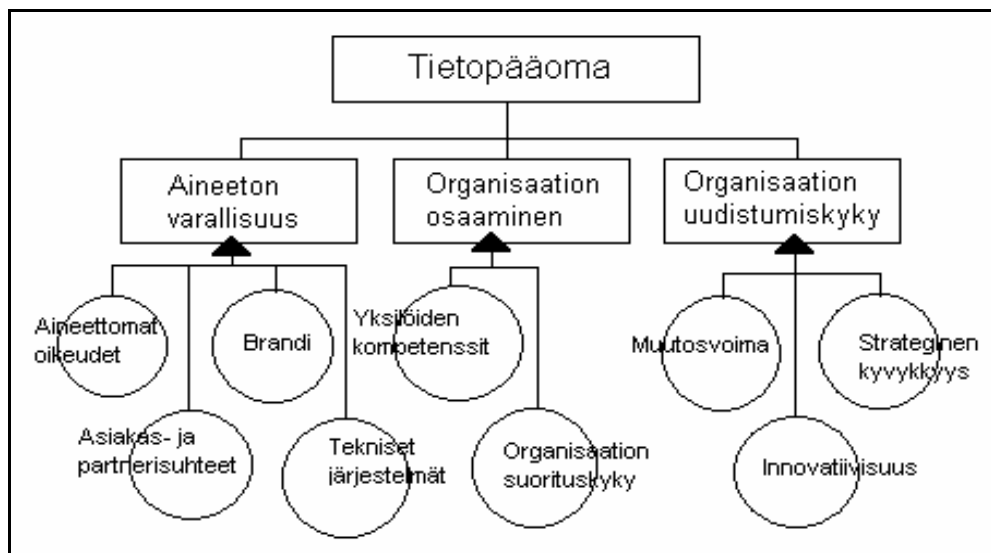 Tietopääoma
Aineeton
varallisuus
Organisaation
osaaminen
Organisaation
uudistumiskyky
Aineettomat
oikeudet
Brandi
Yksilöiden
kompetenssit
Muutosvoima
Strateginen
kyvykkyys
Asiakas- ja
partnerisuhteet
Tekniset
järjestelmät
Organisaation
suorituskyky
Innovatiivisuus